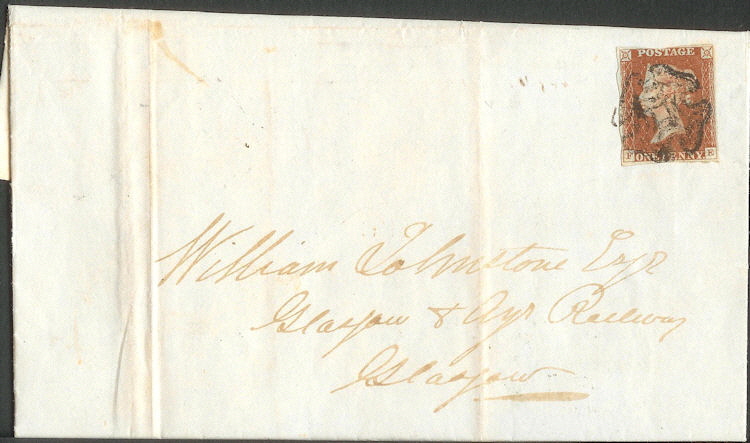 POSTAGE
F ONE PENNY E
William Johnstone Esqr
Glasgow & Ayr Railway
Glasgow